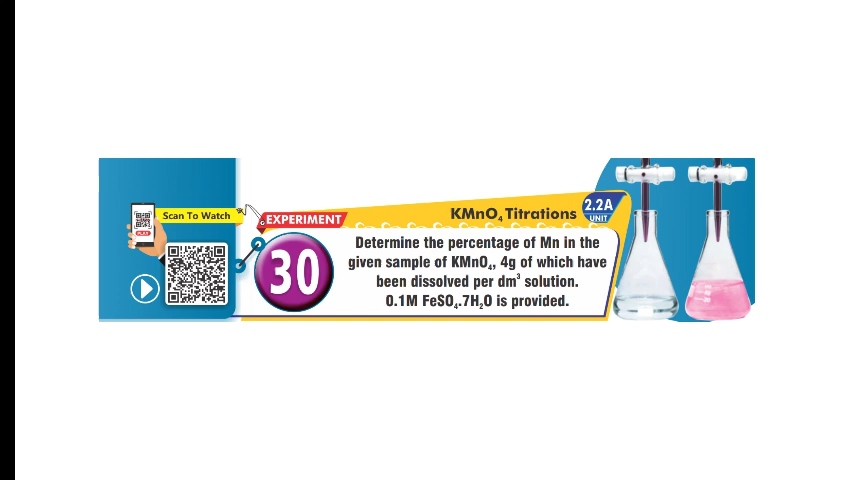 Scan To Watch
EXPERIMENT
30
KMnO₄ Titrations
2.2A
UNIT
Determine the percentage of Mn in the
given sample of KMnO₄, 4g of which have
been dissolved per dm³ solution.
0.1M FeSO₄.7H₂O is provided.